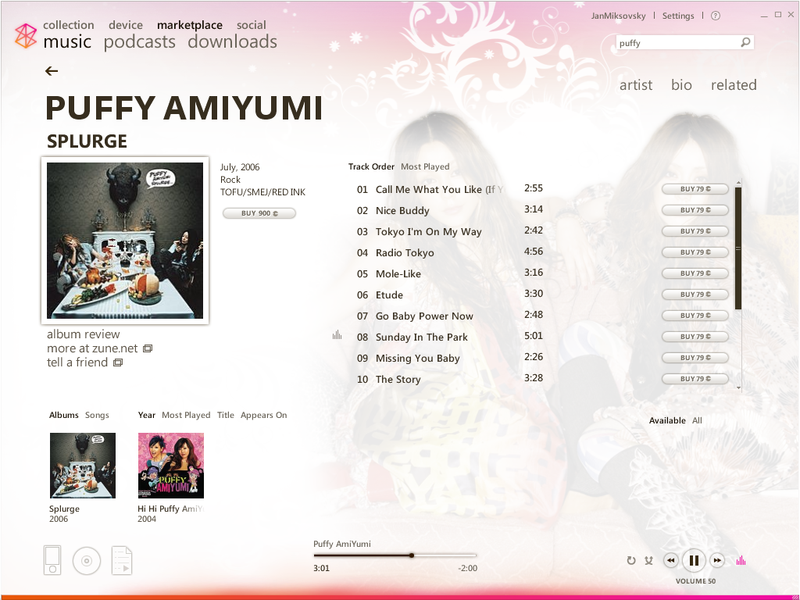 collection device marketplace social
JanMiksovsky | Settings | ?
music podcasts downloads
puffy
artist bio related
PUFFY AMIYUMI
SPLURGE
PUFFY
AMIYUMI
SPLURGE
July, 2006
Rock
TOFU/SMEJ/RED INK
BUY 900
Track Order Most Played
01 Call Me What You Like (If Y 2:55 BUY 79
02 Nice Buddy 3:14 BUY 79
03 Tokyo I'm On My Way 2:42 BUY 79
04 Radio Tokyo 4:56 BUY 79
05 Mole-Like 3:16 BUY 79
06 Etude 3:30 BUY 79
07 Go Baby Power Now 2:48 BUY 79
08 Sunday In The Park 5:01 BUY 79
09 Missing You Baby 2:26 BUY 79
10 The Story 3:28 BUY 79
album review
more at zune.net
tell a friend
Albums Songs
Year Most Played Title Appears On
Available All
PUFFY
AMIYUMI
Splurge
2006
Hi Hi Puffy AmiY
2004
Puffy AmiYumi
3:01 -2:00
VOLUME 50